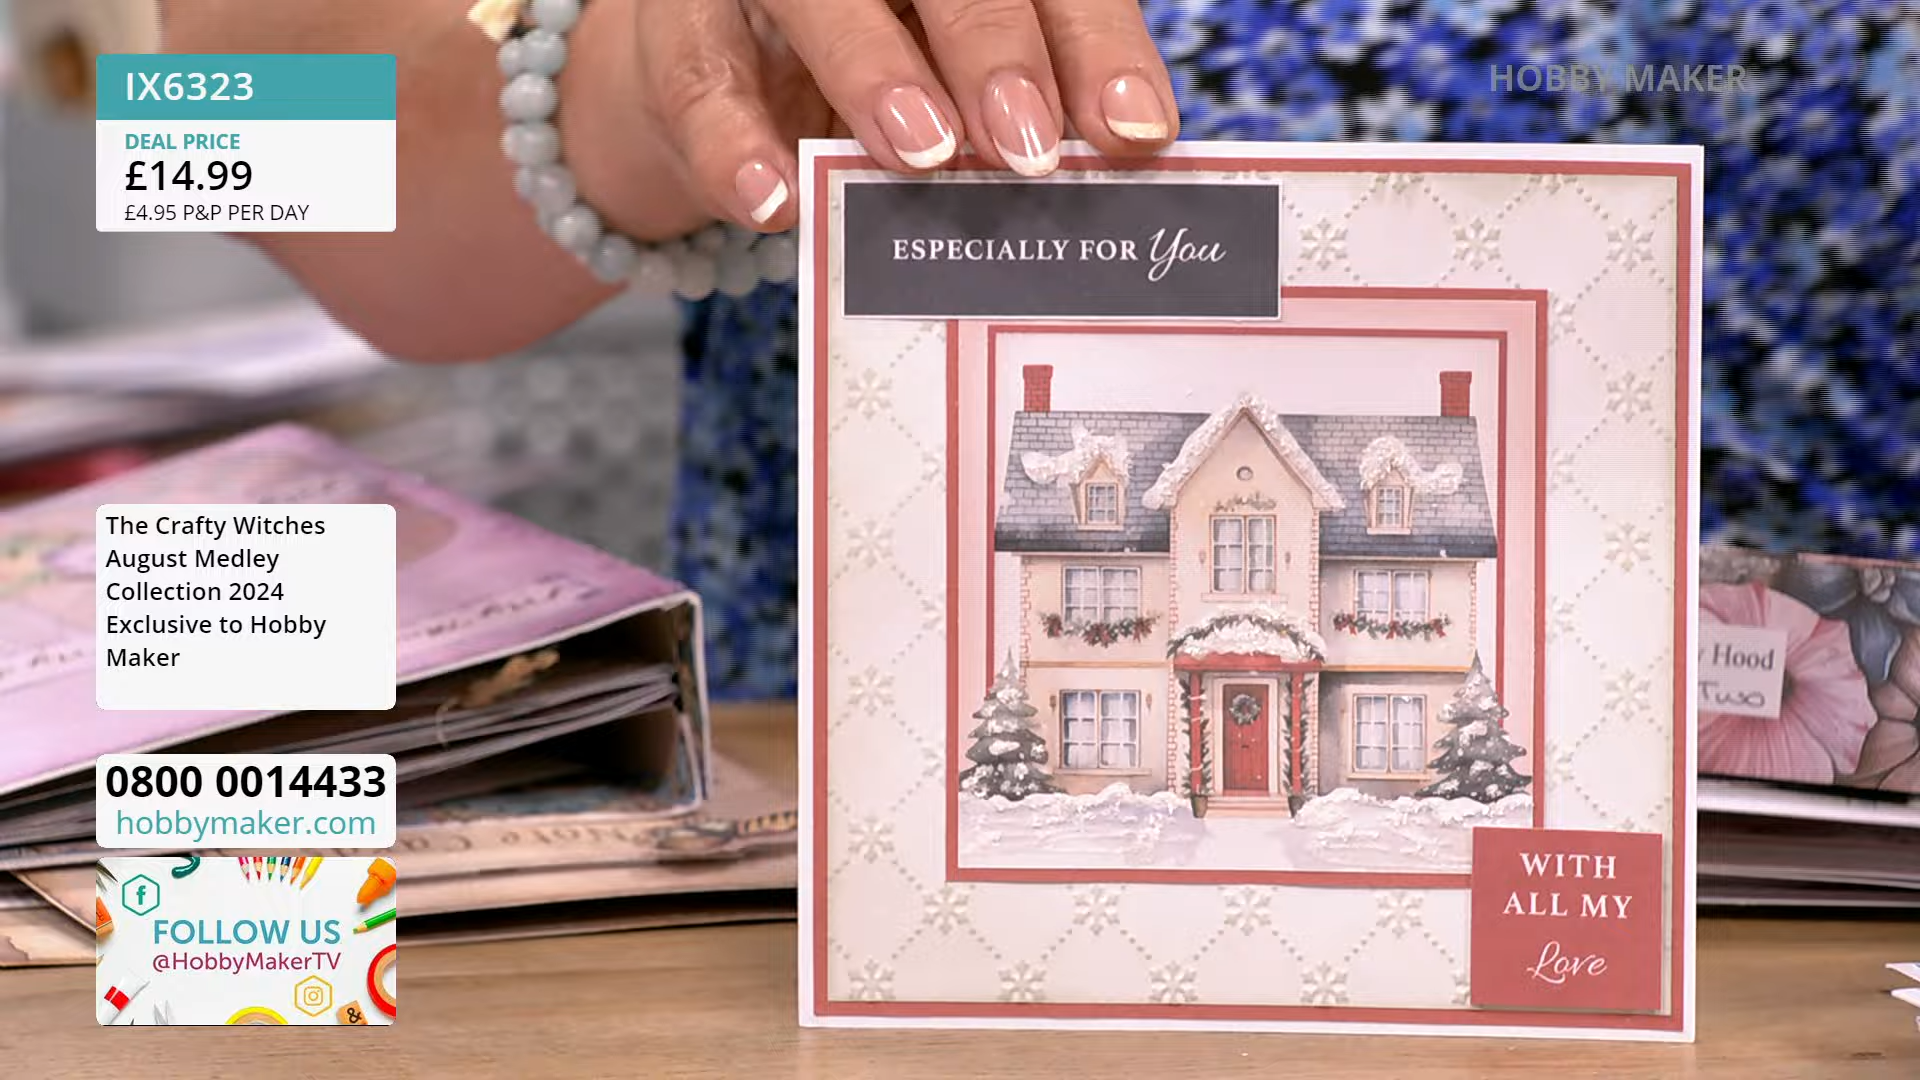 IX6323
DEAL PRICE
£14.99
£4.95 P&P PER DAY
HOBBY MAKER
ESPECIALLY FOR You
The Crafty Witches
August Medley
Collection 2024
Exclusive to Hobby
Maker
Hood
Two
0800 0014433
hobbymaker.com
FOLLOW US
@HobbyMakerTV
&
WITH
ALL MY
Love